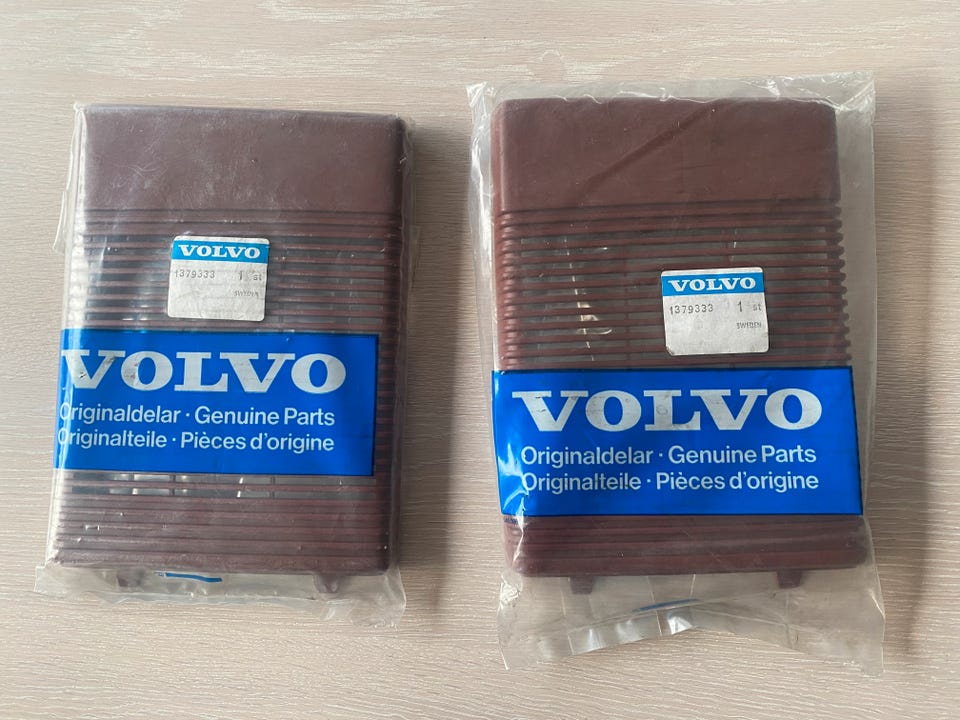 VOLVO
1379333 1 st
SWEDEN
VOLVO
Originaldelar · Genuine Parts
Originalteile · Pièces d'origine
VOLVO
1379333 1 st
SWEDEN
VOLVO
Originaldelar · Genuine Parts
Originalteile · Pièces d'origine